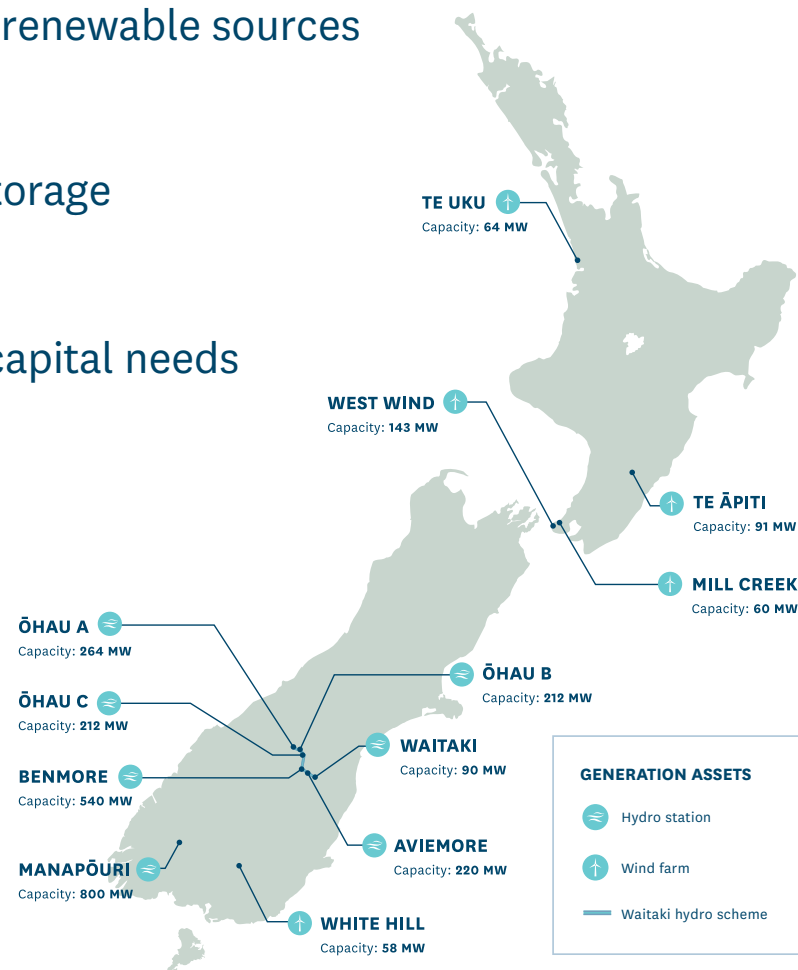 renewable sources
torage
capital needs
TE UKU
Capacity: 64 MW
WEST WIND
Capacity: 143 MW
TE ĀPITI
Capacity: 91 MW
MILL CREEK
Capacity: 60 MW
ŌHAU A
Capacity: 264 MW
ŌHAU B
Capacity: 212 MW
ŌHAU C
Capacity: 212 MW
WAITAKI
Capacity: 90 MW
BENMORE
Capacity: 540 MW
AVIEMORE
Capacity: 220 MW
MANAPŌURI
Capacity: 800 MW
WHITE HILL
Capacity: 58 MW
GENERATION ASSETS
Hydro station
Wind farm
Waitaki hydro scheme